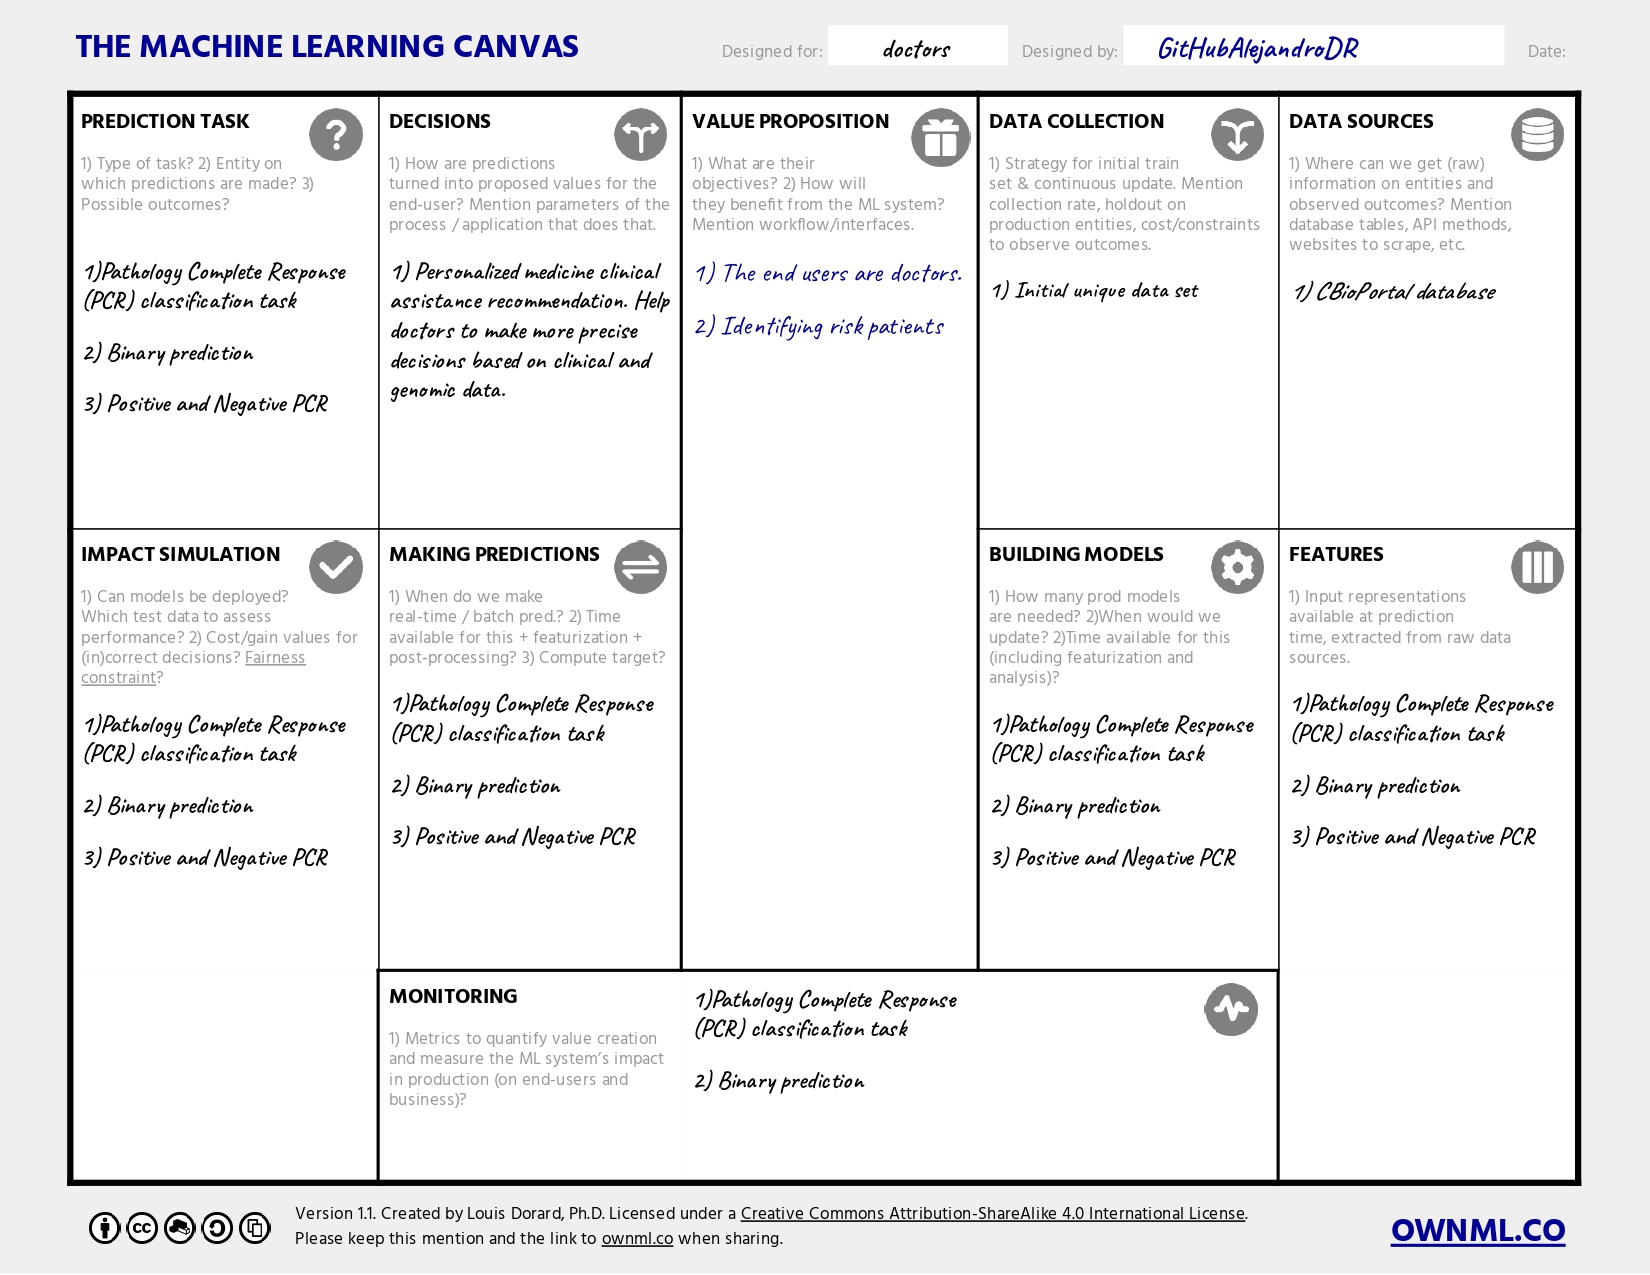 THE MACHINE LEARNING CANVAS
Designed for:
doctors
Designed by:
GitHubAlejandroDR
Date:
PREDICTION TASK
1) Type of task? 2) Entity on
which predictions are made? 3)
Possible outcomes?
1)Pathology Complete Response
(PCR) classification task
2) Binary prediction
3) Positive and Negative PCR
DECISIONS
1) How are predictions
turned into proposed values for the
end-user? Mention parameters of the
process / application that does that.
1) Personalized medicine clinical
assistance recommendation. Help
doctors to make more precise
decisions based on clinical and
genomic data.
VALUE PROPOSITION
1) What are their
objectives? 2) How will
they benefit from the ML system?
Mention workflow/interfaces.
1) The end users are doctors.
2) Identifying risk patients
DATA COLLECTION
1) Strategy for initial train
set & continuous update. Mention
collection rate, holdout on
production entities, cost/constraints
to observe outcomes.
1) Initial unique data set
DATA SOURCES
1) Where can we get (raw)
information on entities and
observed outcomes? Mention
database tables, API methods,
websites to scrape, etc.
1) CBioPortal database
IMPACT SIMULATION
1) Can models be deployed?
Which test data to assess
performance? 2) Cost/gain values for
(in)correct decisions? Fairness
constraint?
1)Pathology Complete Response
(PCR) classification task
2) Binary prediction
3) Positive and Negative PCR
MAKING PREDICTIONS
1) When do we make
real-time / batch pred.? 2) Time
available for this + featurization +
post-processing? 3) Compute target?
1)Pathology Complete Response
(PCR) classification task
2) Binary prediction
3) Positive and Negative PCR
BUILDING MODELS
1) How many prod models
are needed? 2)When would we
update? 2)Time available for this
(including featurization and
analysis)?
1)Pathology Complete Response
(PCR) classification task
2) Binary prediction
3) Positive and Negative PCR
FEATURES
1) Input representations
available at prediction
time, extracted from raw data
sources.
1)Pathology Complete Response
(PCR) classification task
2) Binary prediction
3) Positive and Negative PCR
MONITORING
1) Metrics to quantify value creation
and measure the ML system's impact
in production (on end-users and
business)?
1)Pathology Complete Response
(PCR) classification task
2) Binary prediction
cc
Version 1.1. Created by Louis Dorard, Ph.D. Licensed under a Creative Commons Attribution-ShareAlike 4.0 International License.
Please keep this mention and the link to ownml.co when sharing.
OWNML.CO